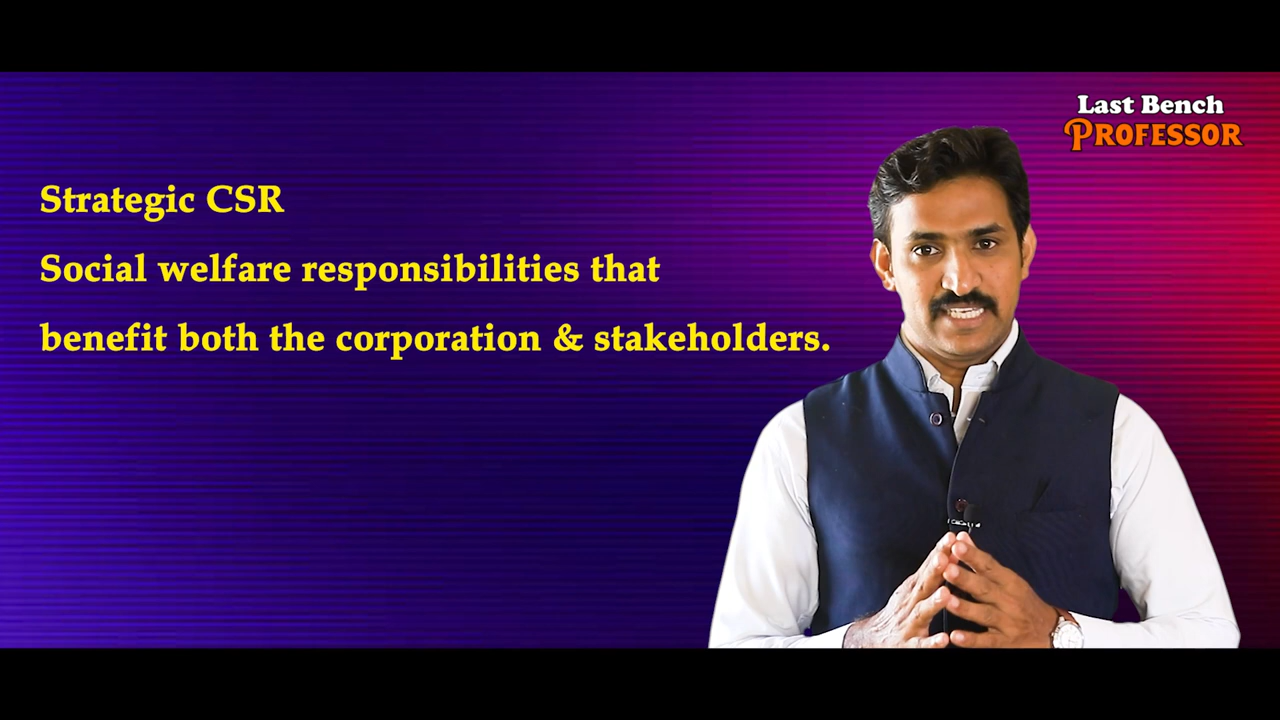 Last Bench
PROFESSOR
Strategic CSR
Social welfare responsibilities that
benefit both the corporation & stakeholders.